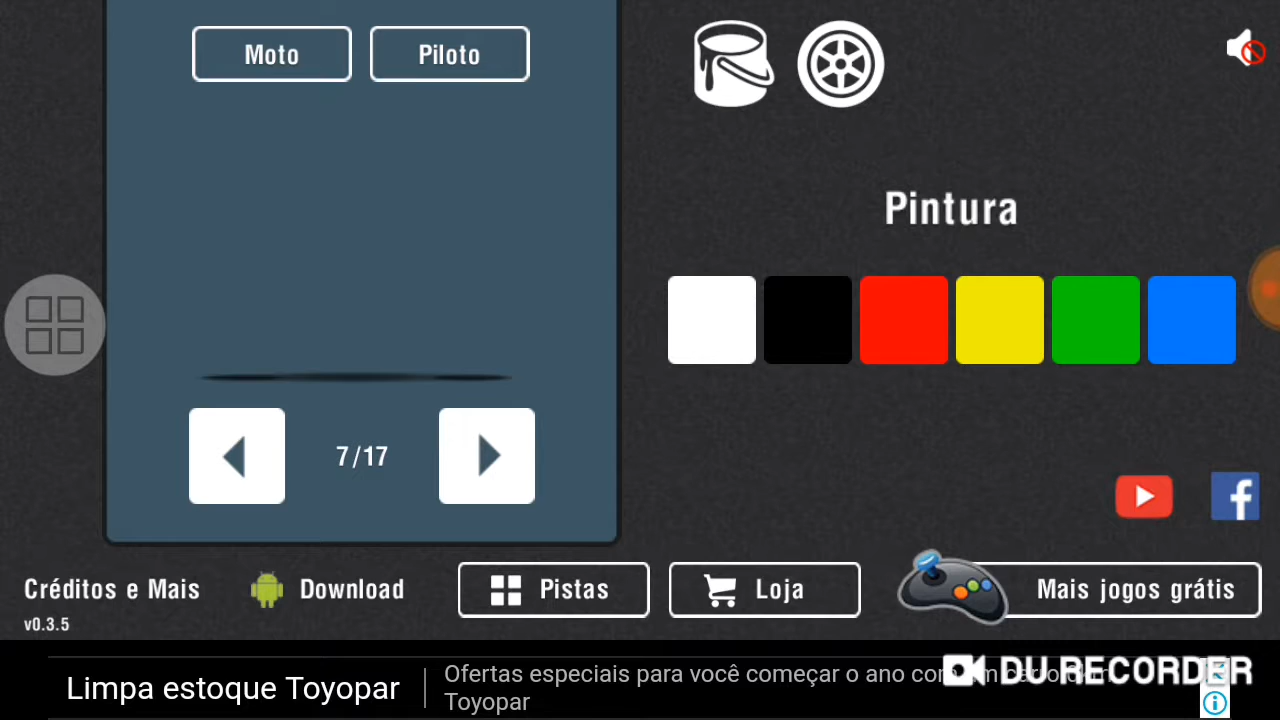 Moto
Piloto
Pintura
7/17
Créditos e Mais
v0.3.5
Download
Pistas
Loja
Mais jogos grátis
Limpa estoque Toyopar
Ofertas especiais para você começar o ano com
Toyopar
DU RECORDER